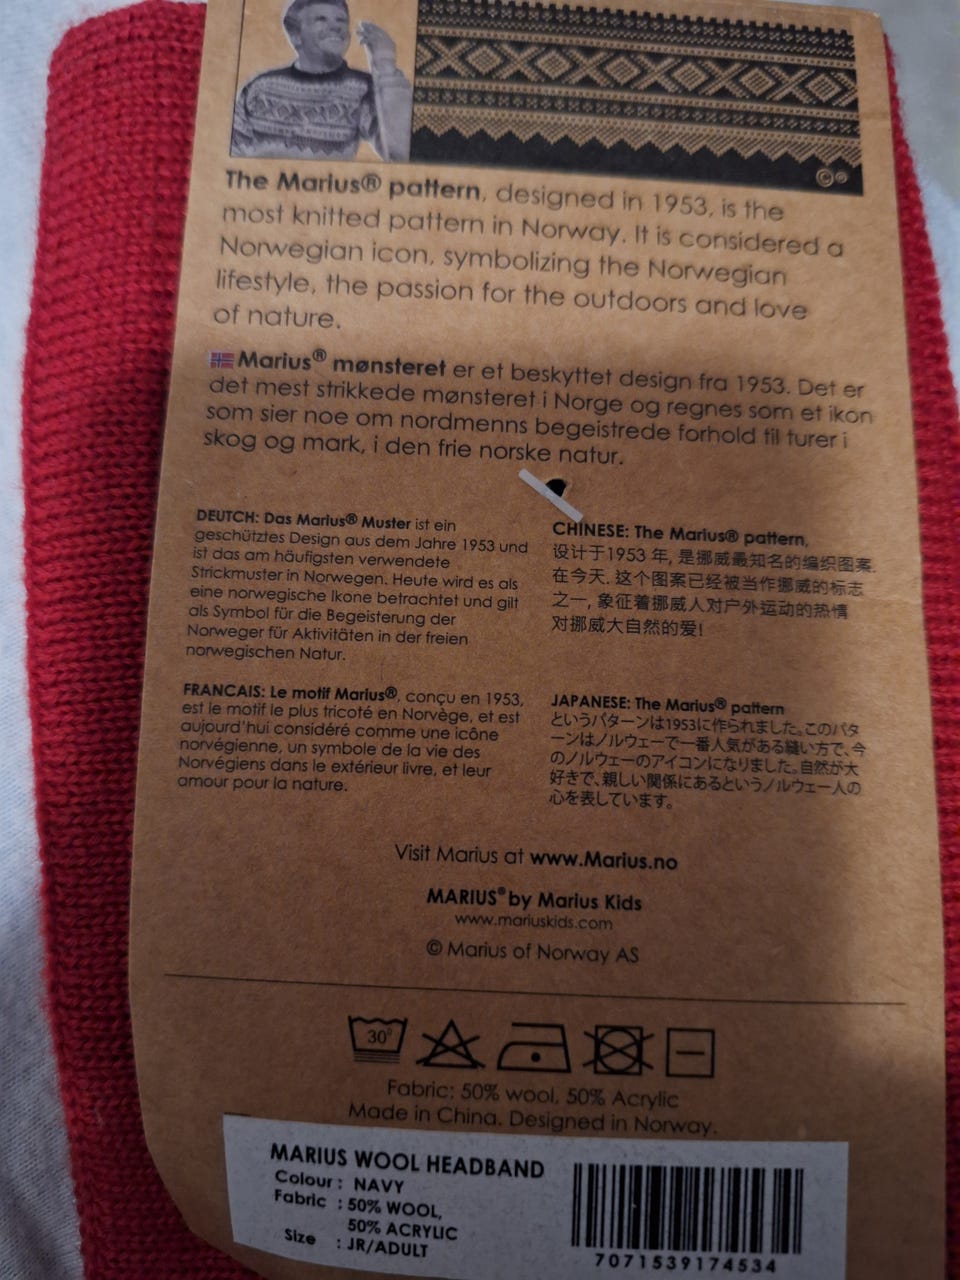 ©®
The Marius® pattern, designed in 1953, is the
most knitted pattern in Norway. It is considered a
Norwegian icon, symbolizing the Norwegian
lifestyle, the passion for the outdoors and love
of nature.
Marius® mønsteret er et beskyttet design fra 1953. Det er
det mest strikkede mønsteret i Norge og regnes som et ikon
som sier noe om nordmenns begeistrede forhold til turer i
skog og mark, i den frie norske natur.
DEUTCH: Das Marius® Muster ist ein
geschütztes Design aus dem Jahre 1953 und
ist das am häufigsten verwendete
Strickmuster in Norwegen. Heute wird es als
eine norwegische Ikone betrachtet und gilt
als Symbol für die Begeisterung der
Norweger für Aktivitäten in der freien
norwegischen Natur.
CHINESE: The Marius® pattern,
设计于1953 年, 是挪威最知名的编织图案.
在今天. 这个图案已经被当作挪威的标志
之一, 象征着挪威人对户外运动的热情
对挪威大自然的爱!
FRANCAIS: Le motif Marius®, conçu en 1953,
est le motif le plus tricoté en Norvège, et est
aujourd'hui considéré comme une icône
norvégienne, un symbole de la vie des
Norvégiens dans le extérieur livre, et leur
amour pour la nature.
JAPANESE: The Marius® pattern
というパターンは1953に作られました。このパタ
ーンはノルウェーで一番人気がある縫い方で、今
のノルウェーのアイコンになりました。自然が大
好きで、親しい関係にあるというノルウェー人の
心を表しています。
Visit Marius at www.Marius.no
MARIUS® by Marius Kids
www.mariuskids.com
© Marius of Norway AS
30°
Fabric: 50% wool, 50% Acrylic
Made in China. Designed in Norway.
MARIUS WOOL HEADBAND
Colour : NAVY
Fabric : 50% WOOL,
50% ACRYLIC
Size : JR/ADULT
7071539174534